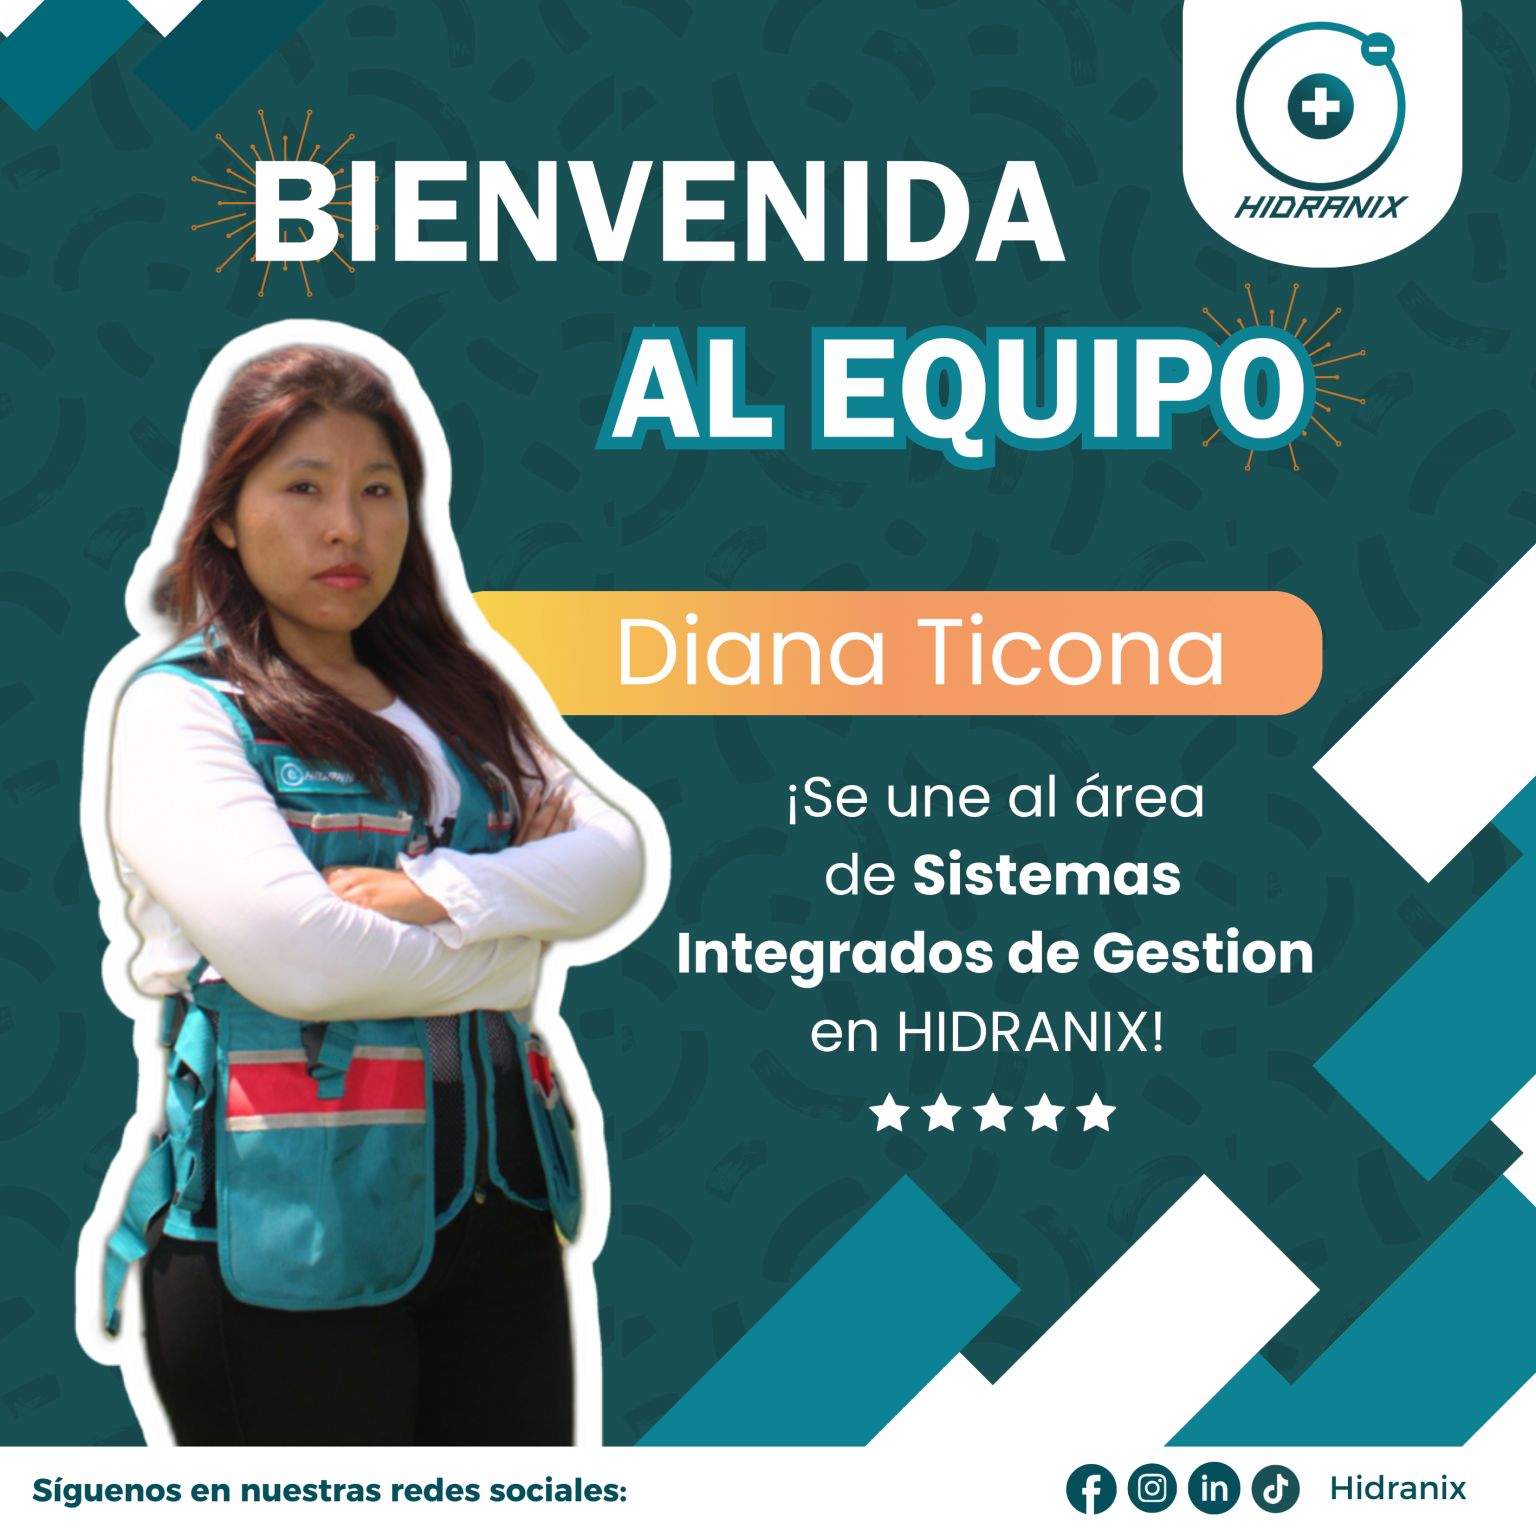 HIDRANIX
BIENVENIDA
AL EQUIPO
Diana Ticona
¡Se une al área
de Sistemas
Integrados de Gestion
en HIDRANIX!
Síguenos en nuestras redes sociales:
Hidranix